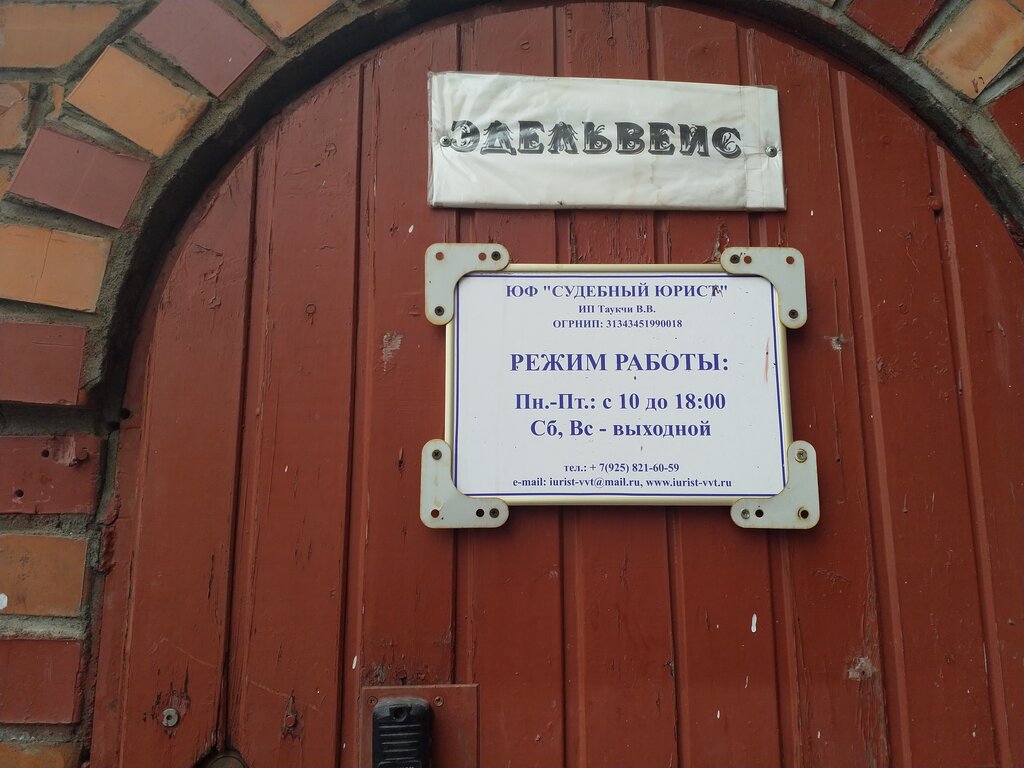 ЭДЕЛЬВЕЙС
ЮФ "СУДЕБНЫЙ ЮРИСТ"
ИП Таукчи В.В.
ОГРНИП: 31343451990018
РЕЖИМ РАБОТЫ:
Пн.-Пт.: с 10 до 18:00
Сб, Вс - выходной
тел.: + 7(925) 821-60-59
e-mail: iurist-vvt@mail.ru, www.iurist-vvt.ru